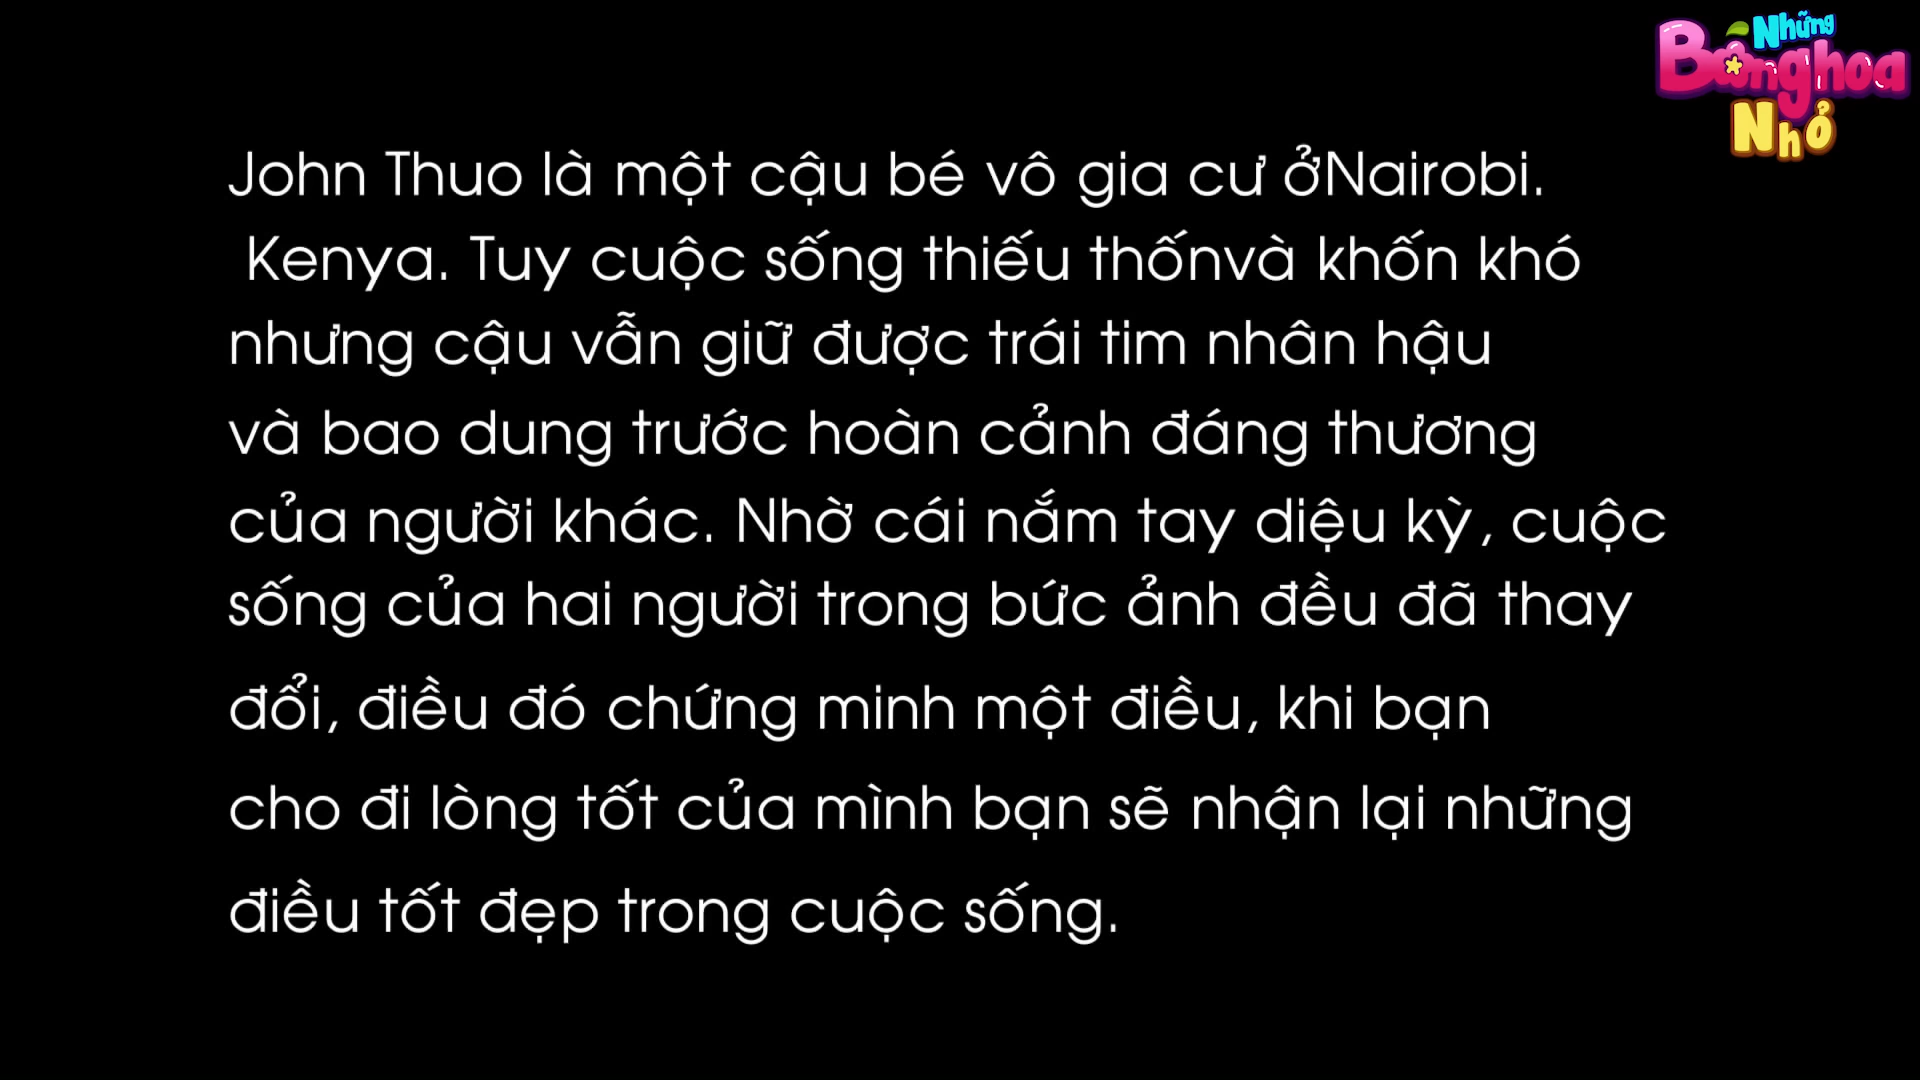 Những
Bông hoa
Nhỏ
John Thuo là một cậu bé vô gia cư ởNairobi.
Kenya. Tuy cuộc sống thiếu thốnvà khốn khó
nhưng cậu vẫn giữ được trái tim nhân hậu
và bao dung trước hoàn cảnh đáng thương
của người khác. Nhờ cái nắm tay diệu kỳ, cuộc
sống của hai người trong bức ảnh đều đã thay
đổi, điều đó chứng minh một điều, khi bạn
cho đi lòng tốt của mình bạn sẽ nhận lại những
điều tốt đẹp trong cuộc sống.